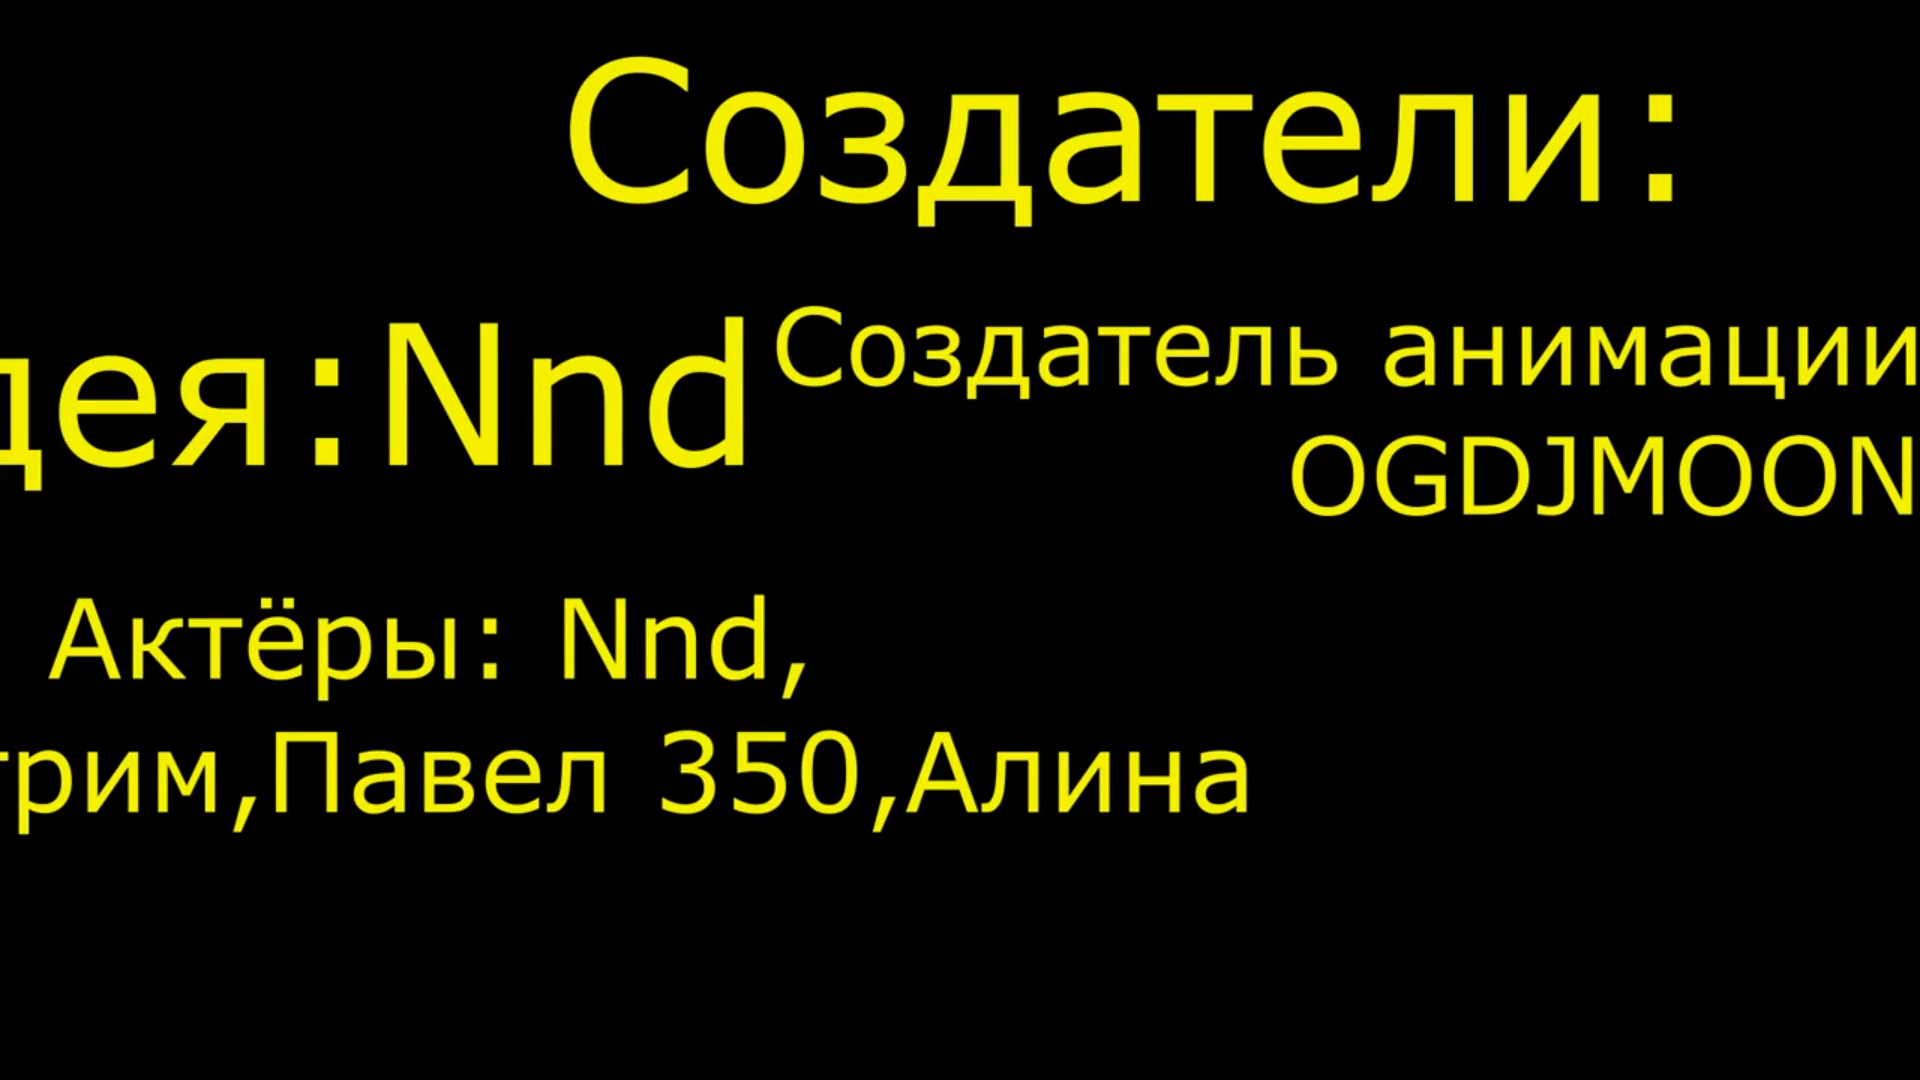 Создатели:
дея:Nnd
Создатель анимации
OGDJMOON
Актёры: Nnd,
трим,Павел 350,Алина